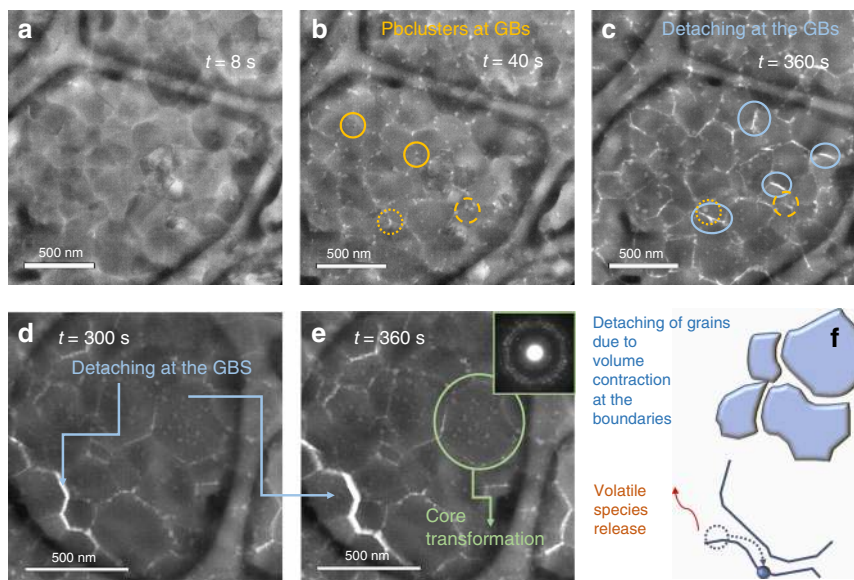 a
t = 8 s
500 nm
b
Pbclusters at GBs
t = 40 s
500 nm
c
Detaching at the GBs
t = 360 s
500 nm
d
t = 300 s
Detaching at the GBS
500 nm
e
t = 360 s
Core
transformation
500 nm
Detaching of grains
due to
volume
contraction
at the
boundaries
f
Volatile
species
release